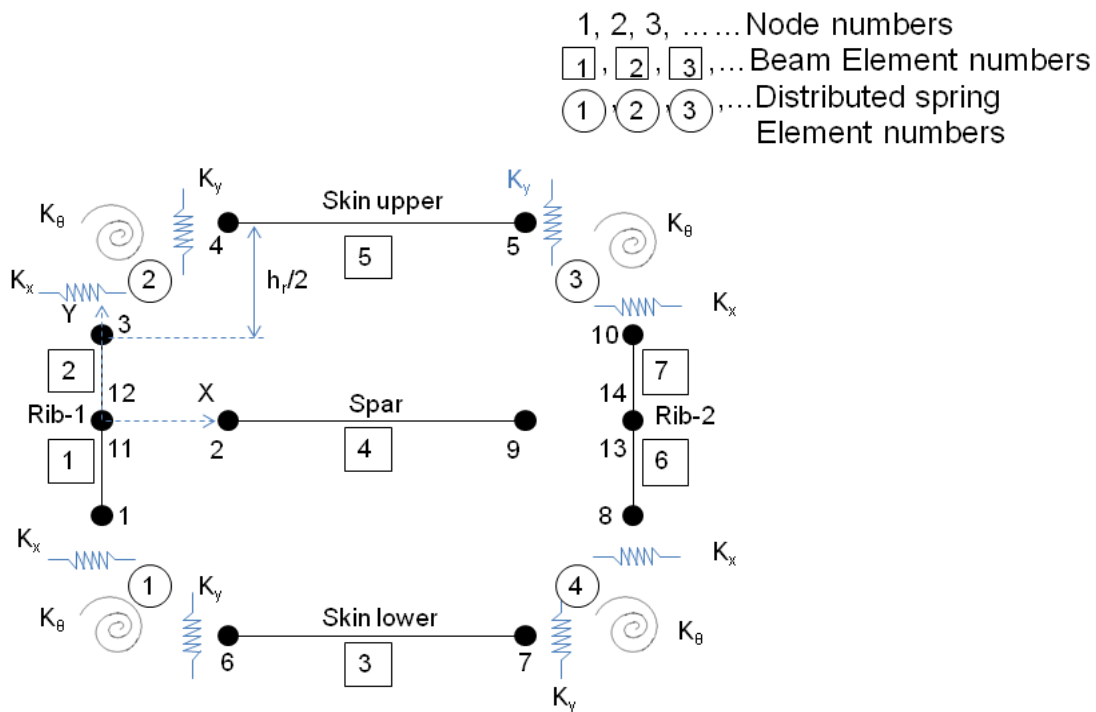 1, 2, 3, ...... Node numbers
1, 2, 3, ... Beam Element numbers
1, 2, 3, ... Distributed spring
Element numbers
Ky
Skin upper
Ky
Kθ
4
5
5
Kθ
2
hr/2
3
Kx
Y
Kx
3
10
2
7
12
X
Spar
14
Rib-1
Rib-2
11
2
4
9
13
1
6
1
8
Kx
Kx
1
Ky
4
Kθ
Skin lower
Kθ
6
3
7
Ky